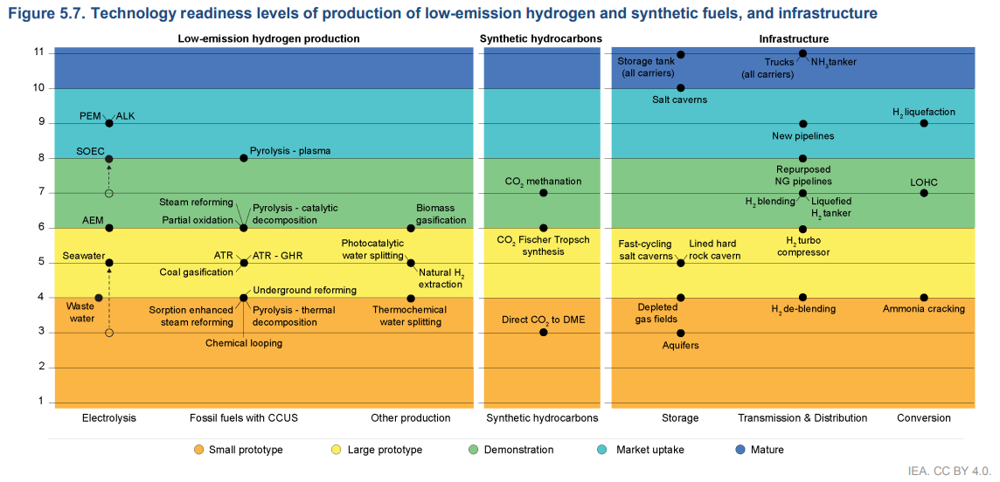 Figure 5.7. Technology readiness levels of production of low-emission hydrogen and synthetic fuels, and infrastructure
Low-emission hydrogen production
Synthetic hydrocarbons
Infrastructure
11
10
9
8
7
6
5
4
3
2
1
PEM
ALK
SOEC
AEM
Seawater
Waste
water
Pyrolysis - plasma
Steam reforming
Partial oxidation
Pyrolysis - catalytic
decomposition
ATR
ATR - GHR
Coal gasification
Underground reforming
Sorption enhanced
steam reforming
Pyrolysis - thermal
decomposition
Chemical looping
Biomass
gasification
Photocatalytic
water splitting
Natural H2
extraction
Thermochemical
water splitting
CO2 methanation
CO2 Fischer Tropsch
synthesis
Direct CO2 to DME
Storage tank
(all carriers)
Salt caverns
Fast-cycling
salt caverns
Lined hard
rock cavern
Depleted
gas fields
Aquifers
Trucks
(all carriers)
NH3 tanker
New pipelines
Repurposed
NG pipelines
H2 blending
Liquefied
H2 tanker
H2 turbo
compressor
H2 de-blending
H2 liquefaction
LOHC
Ammonia cracking
Electrolysis
Fossil fuels with CCUS
Other production
Synthetic hydrocarbons
Storage
Transmission & Distribution
Conversion
Small prototype
Large prototype
Demonstration
Market uptake
Mature
IEA. CC BY 4.0.